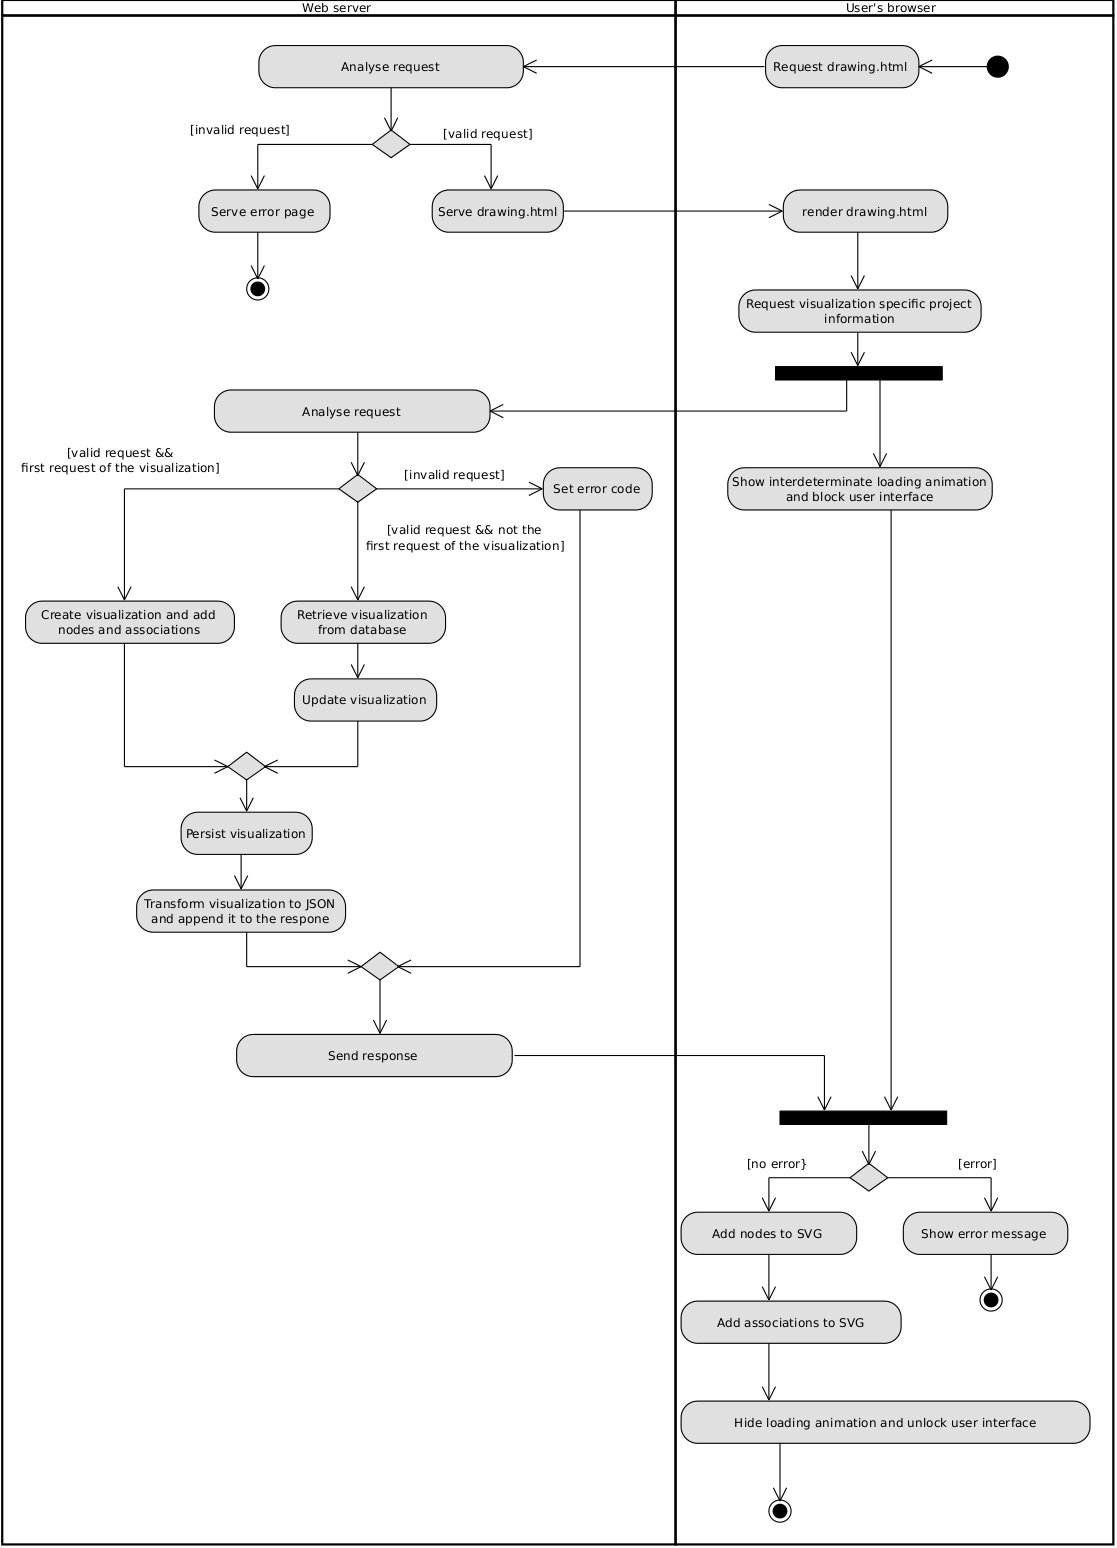 Web server
User's browser
Analyse request
Request drawing.html
[invalid request]
[valid request]
Serve error page
Serve drawing.html
render drawing.html
Request visualization specific project
information
Analyse request
[valid request &&
first request of the visualization]
[invalid request]
Set error code
Show interdeterminate loading animation
and block user interface
[valid request && not the
first request of the visualization]
Create visualization and add
nodes and associations
Retrieve visualization
from database
Update visualization
Persist visualization
Transform visualization to JSON
and append it to the respone
Send response
[no error}
[error]
Add nodes to SVG
Show error message
Add associations to SVG
Hide loading animation and unlock user interface